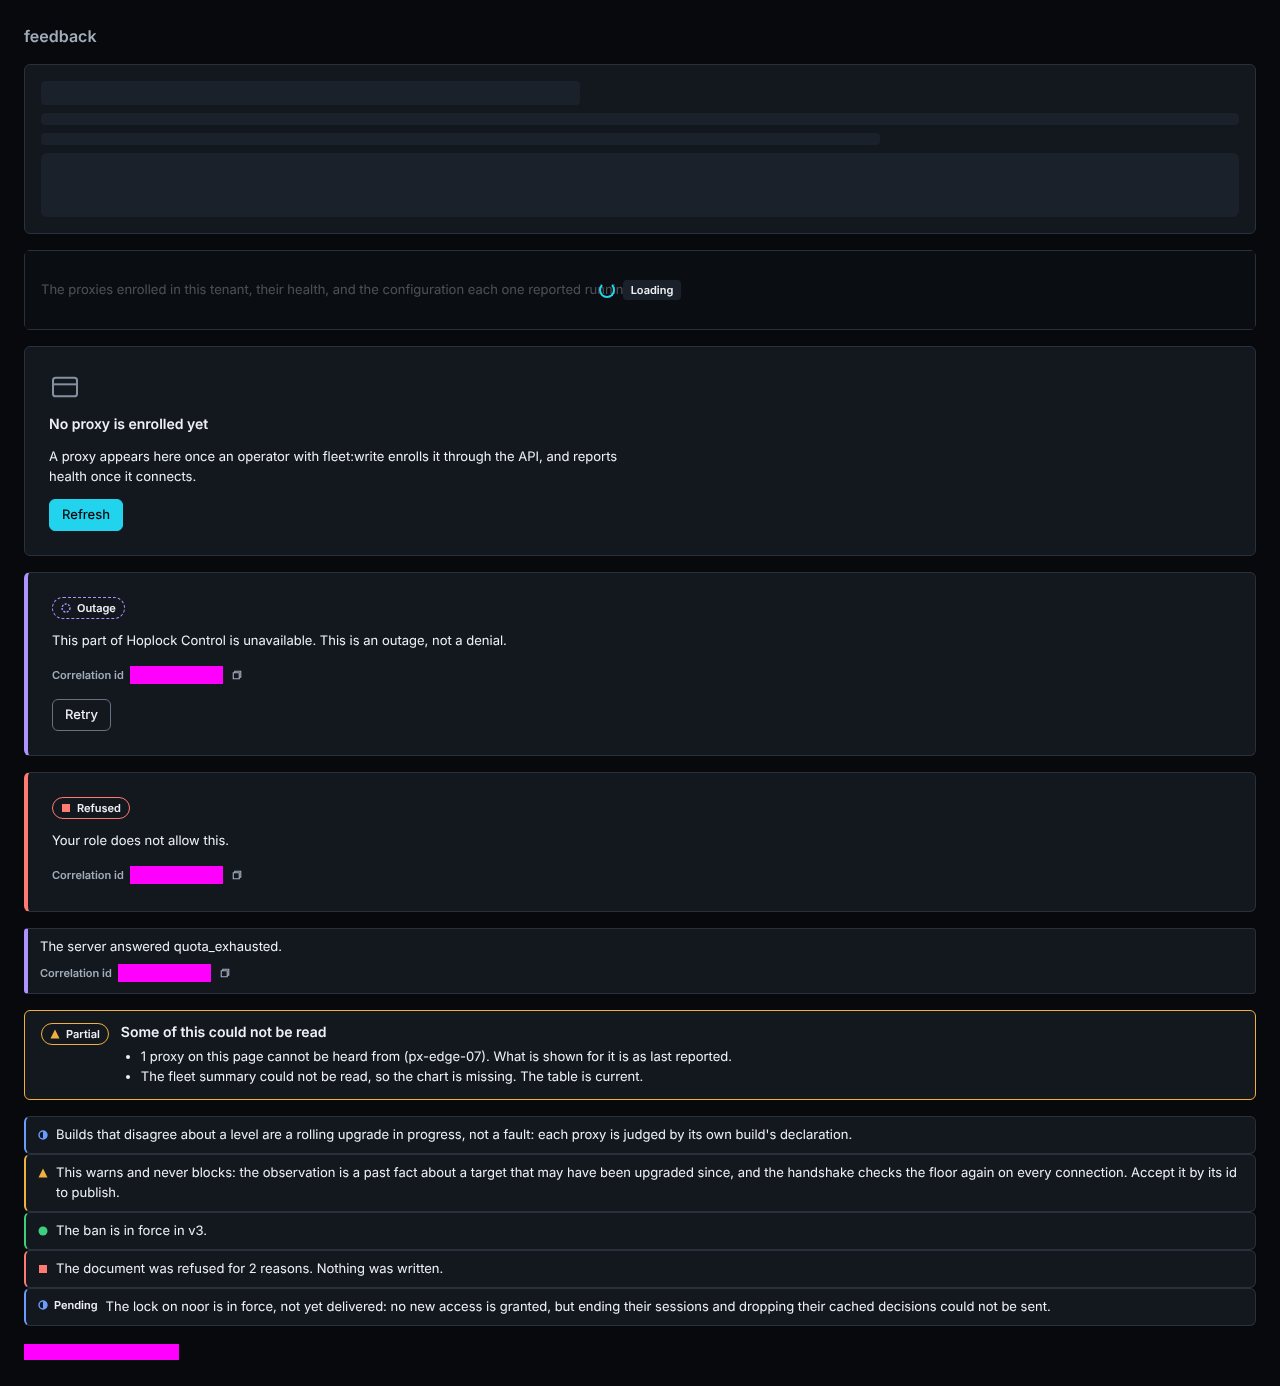 feedback
The proxies enrolled in this tenant, their health, and the configuration each one reported
Loading
No proxy is enrolled yet
A proxy appears here once an operator with fleet:write enrolls it through the API, and reports
health once it connects.
Refresh
Outage
This part of Hoplock Control is unavailable. This is an outage, not a denial.
Correlation id
Retry
Refused
Your role does not allow this.
Correlation id
The server answered quota_exhausted.
Correlation id
Partial
Some of this could not be read
• 1 proxy on this page cannot be heard from (px-edge-07). What is shown for it is as last reported.
• The fleet summary could not be read, so the chart is missing. The table is current.
Builds that disagree about a level are a rolling upgrade in progress, not a fault: each proxy is judged by its own build's declaration.
This warns and never blocks: the observation is a past fact about a target that may have been upgraded since, and the handshake checks the floor again on every connection. Accept it by its id
to publish.
The ban is in force in v3.
The document was refused for 2 reasons. Nothing was written.
Pending The lock on noor is in force, not yet delivered: no new access is granted, but ending their sessions and dropping their cached decisions could not be sent.